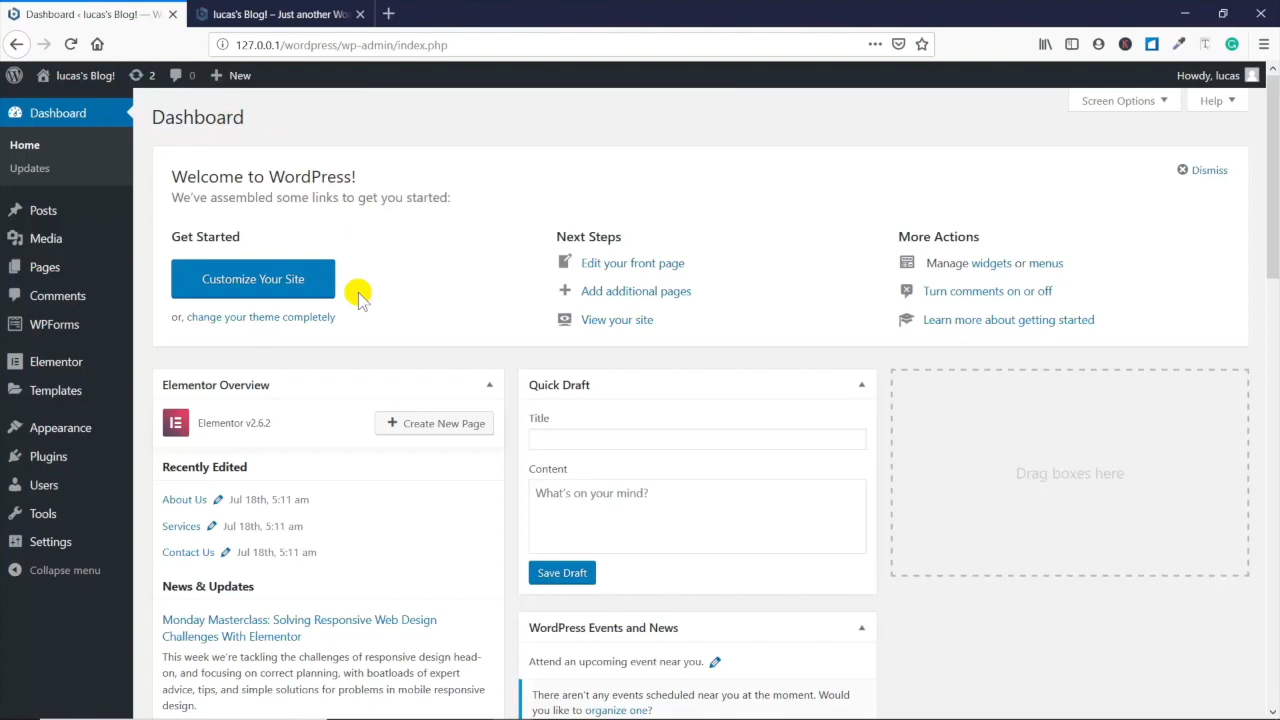 Dashboard ‹ lucas's Blog! — W
lucas's Blog! – Just another Wo
127.0.0.1/wordpress/wp-admin/index.php
lucas's Blog!
2
0
New
Howdy, lucas
Dashboard
Home
Updates
Posts
Media
Pages
Comments
WPForms
Elementor
Templates
Appearance
Plugins
Users
Tools
Settings
Collapse menu
Dashboard
Screen Options
Help
Welcome to WordPress!
Dismiss
We've assembled some links to get you started:
Get Started
Customize Your Site
or, change your theme completely
Next Steps
Edit your front page
Add additional pages
View your site
More Actions
Manage widgets or menus
Turn comments on or off
Learn more about getting started
Elementor Overview
Elementor v2.6.2
Create New Page
Recently Edited
About Us Jul 18th, 5:11 am
Services Jul 18th, 5:11 am
Contact Us Jul 18th, 5:11 am
News & Updates
Monday Masterclass: Solving Responsive Web Design
Challenges With Elementor
This week we're tackling the challenges of responsive design head-
on, and focusing on correct planning, with boatloads of expert
advice, tips, and simple solutions for problems in mobile responsive
design.
Quick Draft
Title
Content
What's on your mind?
Save Draft
WordPress Events and News
Attend an upcoming event near you.
There aren't any events scheduled near you at the moment. Would
you like to organize one?
Drag boxes here